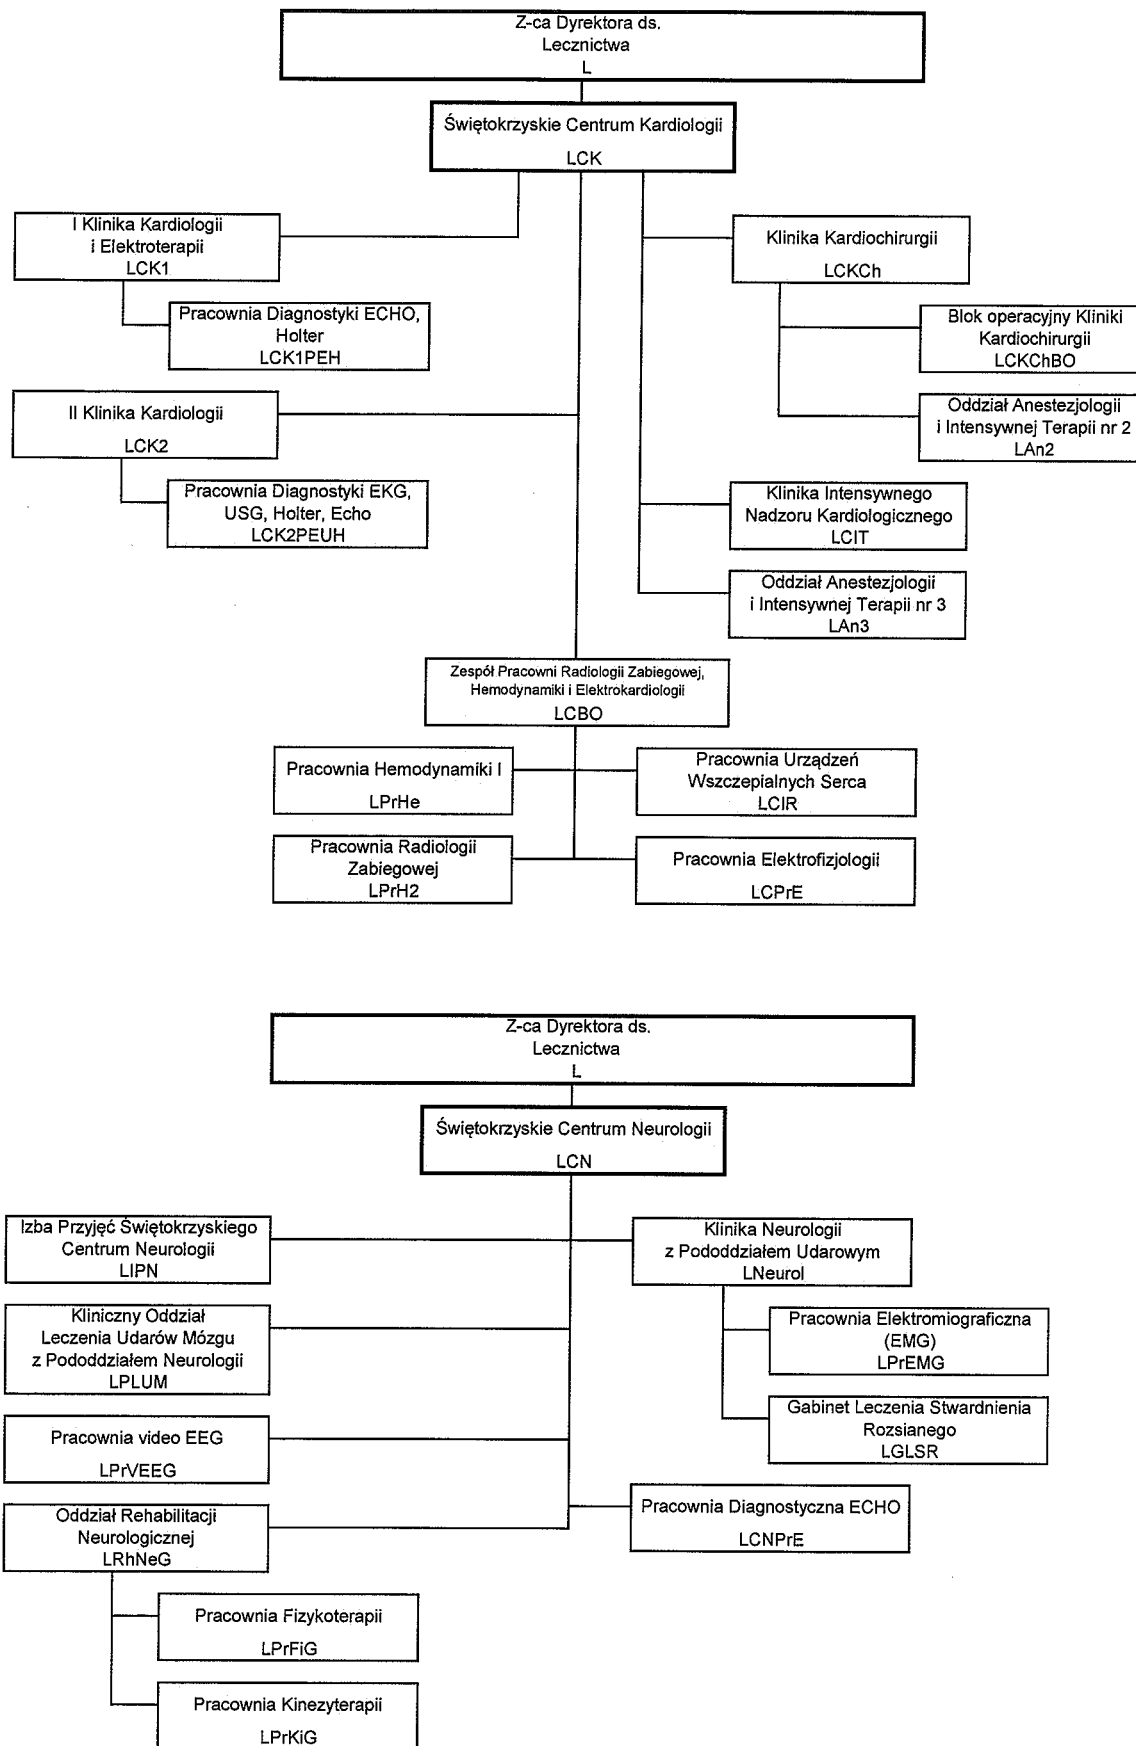 Z-ca Dyrektora ds.
Lecznictwa
L
Świętokrzyskie Centrum Kardiologii
LCK
I Klinika Kardiologii
i Elektroterapii
LCK1
Pracownia Diagnostyki ECHO,
Holter
LCK1PEH
II Klinika Kardiologii
LCK2
Pracownia Diagnostyki EKG,
USG, Holter, Echo
LCK2PEUH
Klinika Kardiochirurgii
LCKCh
Blok operacyjny Kliniki
Kardiochirurgii
LCKChBO
Oddział Anestezjologii
i Intensywnej Terapii nr 2
LAn2
Klinika Intensywnego
Nadzoru Kardiologicznego
LCIT
Oddział Anestezjologii
i Intensywnej Terapii nr 3
LAn3
Zespół Pracowni Radiologii Zabiegowej,
Hemodynamiki i Elektrokardiologii
LCBO
Pracownia Hemodynamiki I
LPrHe
Pracownia Urządzeń
Wszczepialnych Serca
LCIR
Pracownia Radiologii
Zabiegowej
LPrH2
Pracownia Elektrofizjologii
LCPrE
Z-ca Dyrektora ds.
Lecznictwa
L
Świętokrzyskie Centrum Neurologii
LCN
Izba Przyjęć Świętokrzyskiego
Centrum Neurologii
LIPN
Kliniczny Oddział
Leczenia Udarów Mózgu
z Pododdziałem Neurologii
LPLUM
Pracownia video EEG
LPrVEEG
Oddział Rehabilitacji
Neurologicznej
LRhNeG
Pracownia Fizykoterapii
LPrFiG
Pracownia Kinezyterapii
LPrKiG
Klinika Neurologii
z Pododdziałem Udarowym
LNeurol
Pracownia Elektromiograficzna
(EMG)
LPrEMG
Gabinet Leczenia Stwardnienia
Rozsianego
LGLSR
Pracownia Diagnostyczna ECHO
LCNPrE